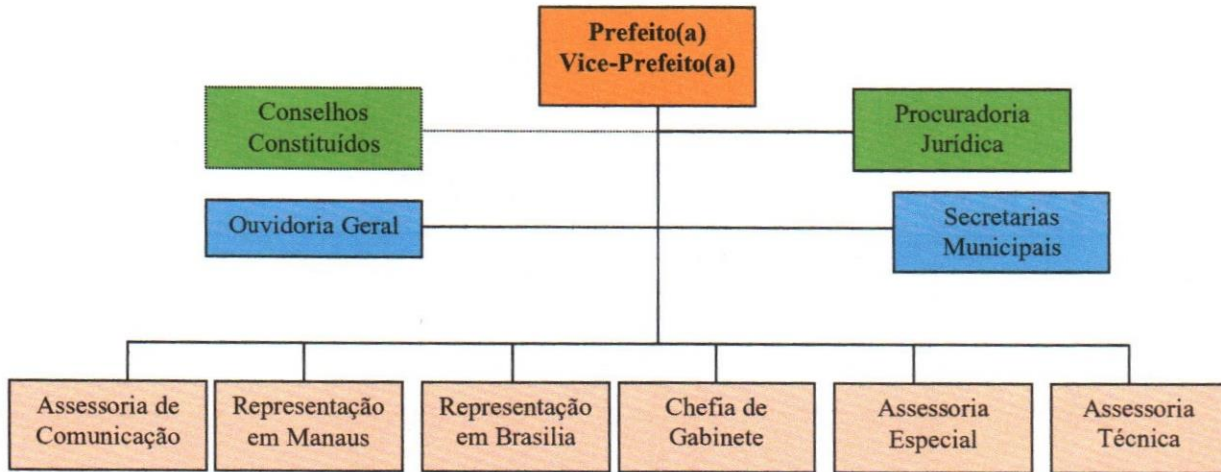 Prefeito(a)
Vice-Prefeito(a)
Conselhos
Constituídos
Procuradoria
Jurídica
Ouvidoria Geral
Secretarias
Municipais
Assessoria de
Comunicação
Representação
em Manaus
Representação
em Brasilia
Chefia de
Gabinete
Assessoria
Especial
Assessoria
Técnica